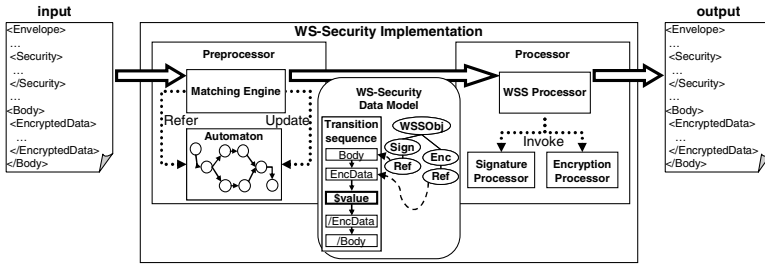 input
<Envelope>
...
<Security>
...
</Security>
...
<Body>
<EncryptedData>
...
</EncryptedData>
</Body>
WS-Security Implementation
Preprocessor
Matching Engine
Refer
Update
Automaton
WS-Security
Data Model
Transition
sequence
Body
EncData
$value
/EncData
/Body
WSSObj
Sign
Ref
Enc
Ref
Processor
WSS Processor
Invoke
Signature
Processor
Encryption
Processor
output
<Envelope>
...
<Security>
...
</Security>
...
<Body>
<EncryptedData>
...
</EncryptedData>
</Body>